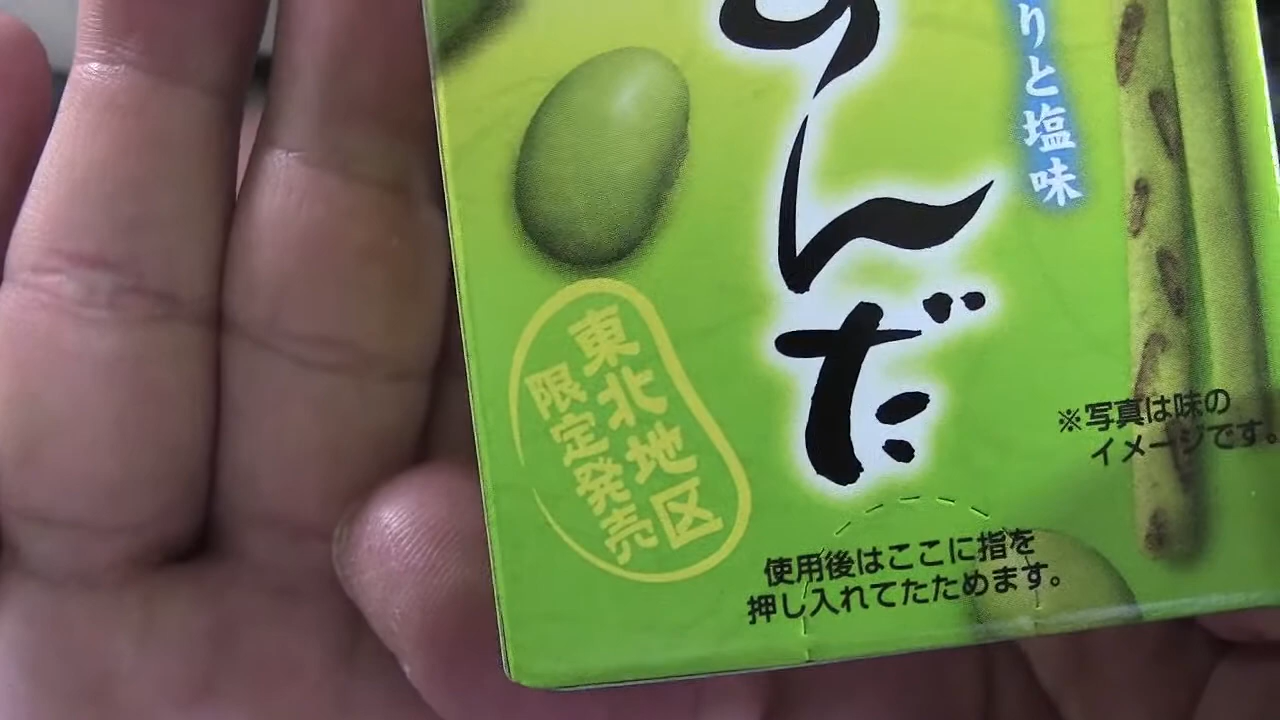 りと塩味
んだ
東北地区
限定発売
※写真は味の
イメージです。
使用後はここに指を
押し入れてたためます。